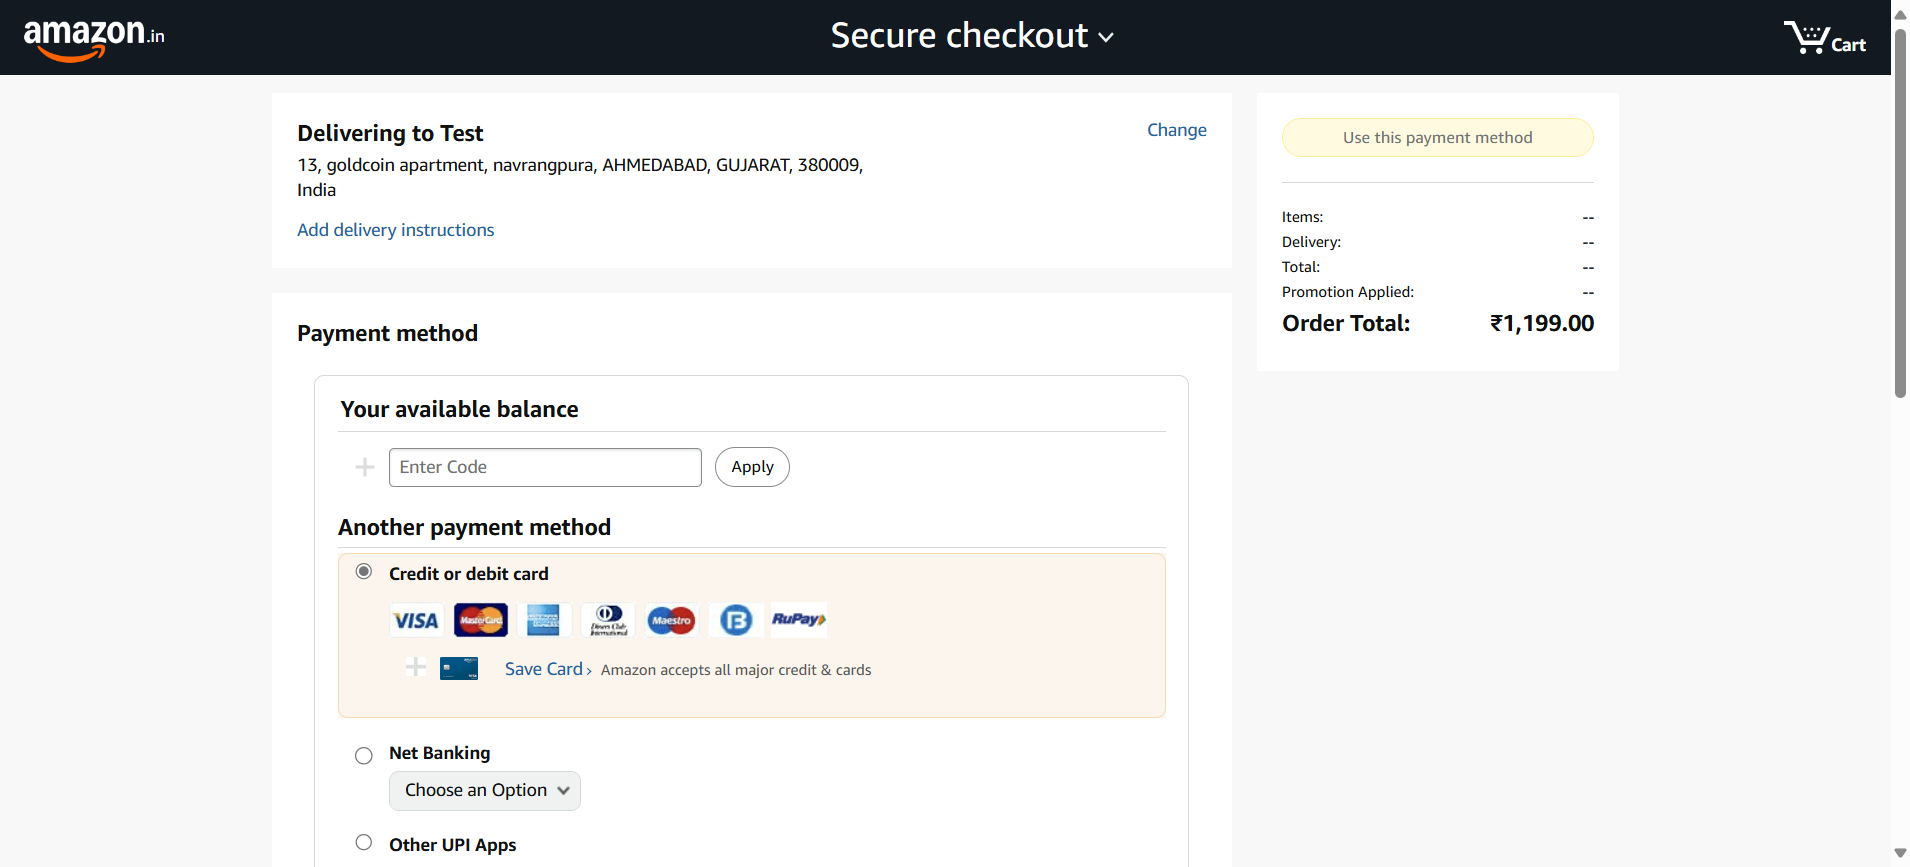 amazon.in
Secure checkout
Cart
Delivering to Test
Change
13, goldcoin apartment, navrangpura, AHMEDABAD, GUJARAT, 380009,
India
Add delivery instructions
Use this payment method
Items: --
Delivery: --
Total: --
Promotion Applied: --
Order Total: ₹1,199.00
Payment method
Your available balance
Enter Code
Apply
Another payment method
Credit or debit card
VISA MasterCard Diners Club International Maestro RuPay
Save Card › Amazon accepts all major credit & cards
Net Banking
Choose an Option
Other UPI Apps